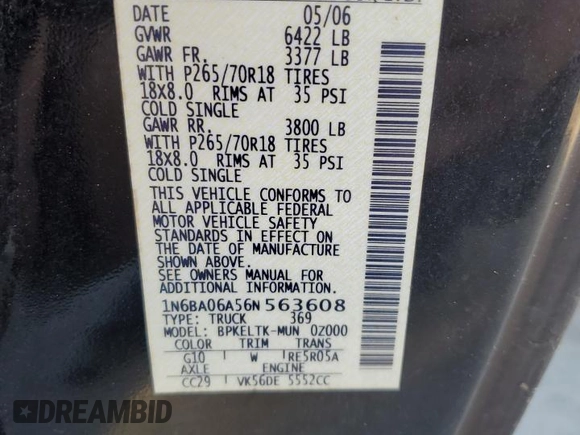 DATE 05/06
GVWR 6422 LB
GAWR FR. 3377 LB
WITH P265/70R18 TIRES
18X8.0 RIMS AT 35 PSI
COLD SINGLE
GAWR RR. 3800 LB
WITH P265/70R18 TIRES
18X8.0 RIMS AT 35 PSI
COLD SINGLE
THIS VEHICLE CONFORMS TO
ALL APPLICABLE FEDERAL
MOTOR VEHICLE SAFETY
STANDARDS IN EFFECT ON
THE DATE OF MANUFACTURE
SHOWN ABOVE.
SEE OWNERS MANUAL FOR
ADDITIONAL INFORMATION.
1N6BA06A56N563608
TYPE: TRUCK 369
MODEL: BPKELTK-MUN 0Z000
COLOR TRIM TRANS
G10 W RE5R05A
AXLE ENGINE
CC29 VK56DE 5552CC
DREAMBID